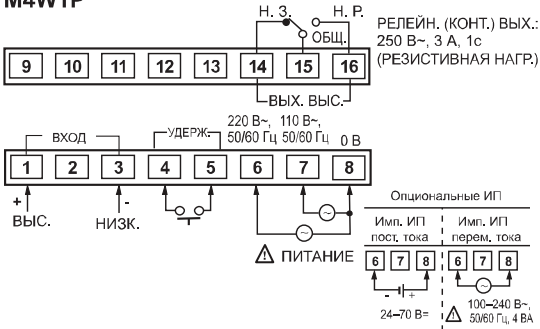 M4W1P
Н. З. Н. Р.
ОБЩ.
РЕЛЕЙН. (КОНТ.) ВЫХ.:
250 В~, 3 А, 1с
(РЕЗИСТИВНАЯ НАГР.)
9 10 11 12 13 14 15 16
ВЫХ. ВЫС.
ВХОД
УДЕРЖ.
220 В~, 110 В~,
50/60 Гц 50/60 Гц 0 В
1 2 3 4 5 6 7 8
+ -
ВЫС. НИЗК.
ПИТАНИЕ
Опциональные ИП
Имп. ИП
пост. тока
6 7 8
- +
24–70 В=
Имп. ИП
перем. тока
6 7 8
100–240 В~,
50/60 Гц, 4 ВА